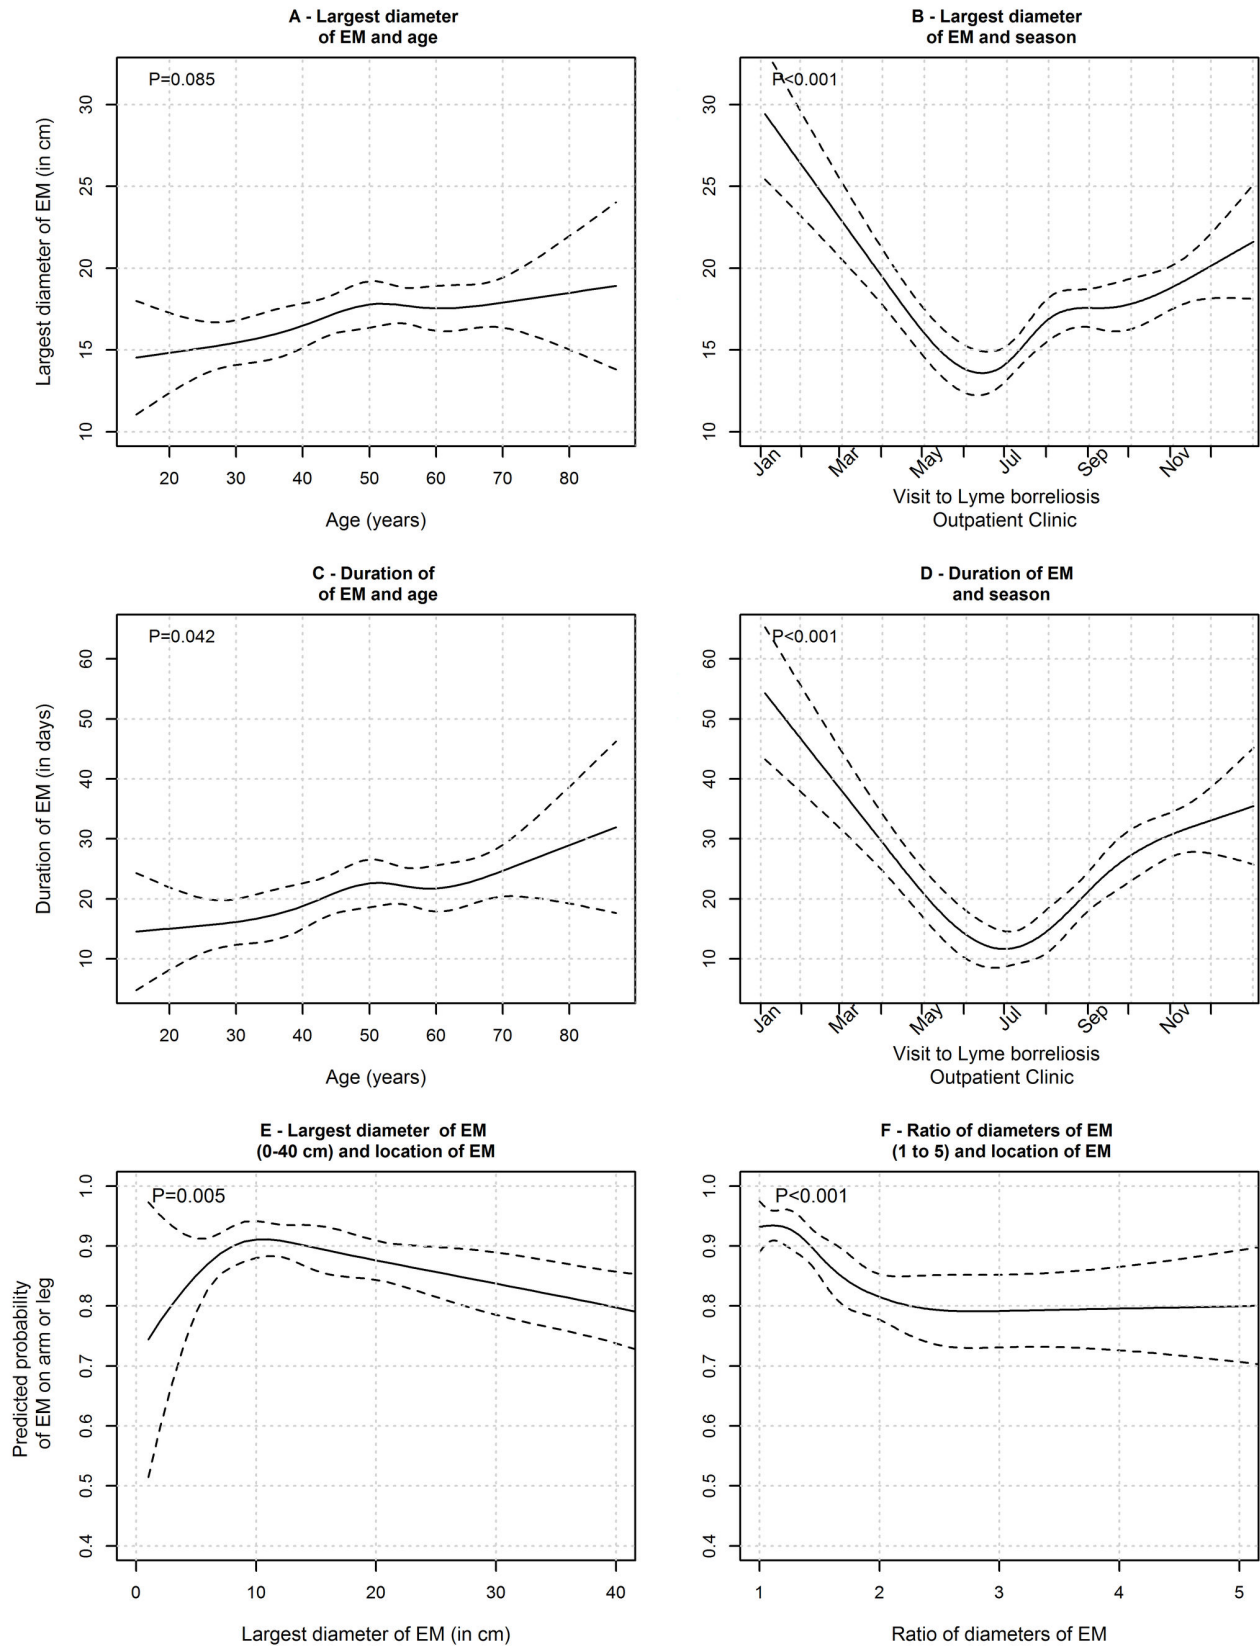 A - Largest diameter
of EM and age
P=0.085
Largest diameter of EM (in cm)
30
25
20
15
10
20 30 40 50 60 70 80
Age (years)
B - Largest diameter
of EM and season
P<0.001
30
25
20
15
10
Jan Mar May Jul Sep Nov
Visit to Lyme borreliosis
Outpatient Clinic
C - Duration of
of EM and age
P=0.042
Duration of EM (in days)
60
50
40
30
20
10
20 30 40 50 60 70 80
Age (years)
D - Duration of EM
and season
P<0.001
60
50
40
30
20
10
Jan Mar May Jul Sep Nov
Visit to Lyme borreliosis
Outpatient Clinic
E - Largest diameter of EM
(0-40 cm) and location of EM
P=0.005
Predicted probability
of EM on arm or leg
1.0
0.9
0.8
0.7
0.6
0.5
0.4
0 10 20 30 40
Largest diameter of EM (in cm)
F - Ratio of diameters of EM
(1 to 5) and location of EM
P<0.001
1.0
0.9
0.8
0.7
0.6
0.5
0.4
1 2 3 4 5
Ratio of diameters of EM